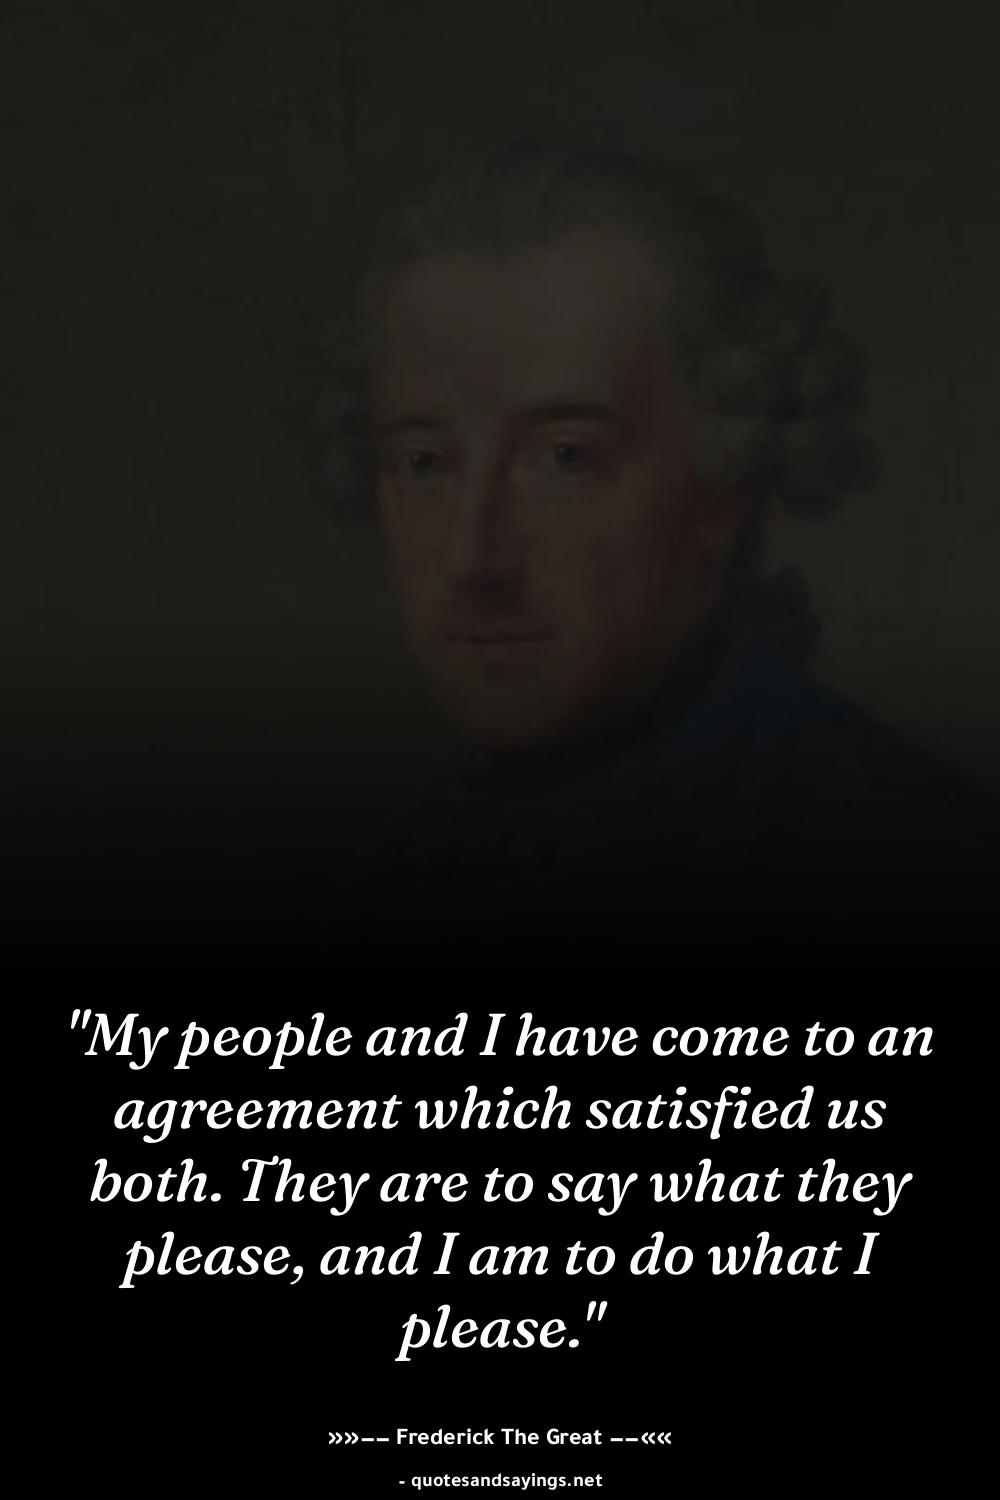 "My people and I have come to an
agreement which satisfied us
both. They are to say what they
please, and I am to do what I
please."
»»–– Frederick The Great ––««
- quotesandsayings.net